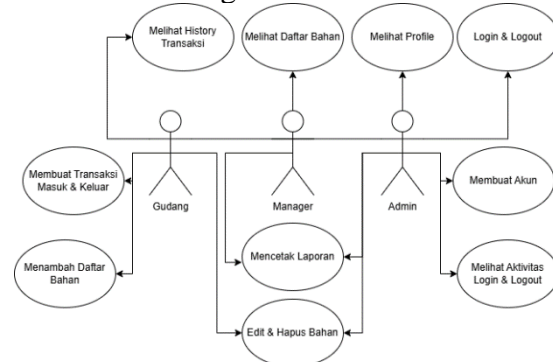 Melihat History
Transaksi
Melihat Daftar Bahan
Melihat Profile
Login & Logout
Membuat Transaksi
Masuk & Keluar
Gudang
Manager
Admin
Membuat Akun
Menambah Daftar
Bahan
Mencetak Laporan
Melihat Aktivitas
Login & Logout
Edit & Hapus Bahan